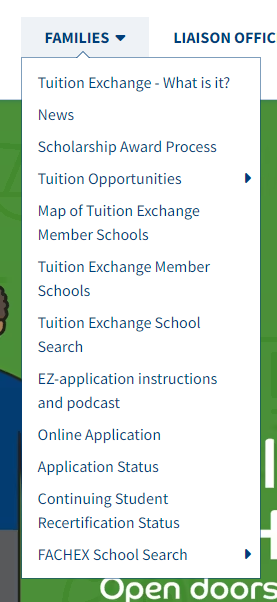 FAMILIES
LIAISON OFFIC
Tuition Exchange - What is it?
News
Scholarship Award Process
Tuition Opportunities
Map of Tuition Exchange
Member Schools
Tuition Exchange Member
Schools
Tuition Exchange School
Search
EZ-application instructions
and podcast
Online Application
Application Status
Continuing Student
Recertification Status
FACHEX School Search
Open doors